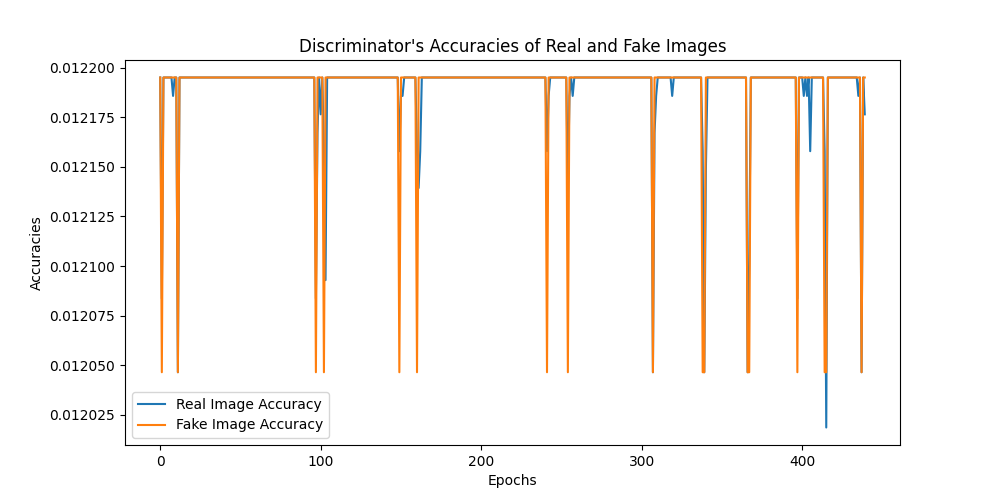 Discriminator's Accuracies of Real and Fake Images
0.012200
0.012175
0.012150
0.012125
0.012100
0.012075
0.012050
0.012025
Accuracies
Real Image Accuracy
Fake Image Accuracy
0 100 200 300 400
Epochs